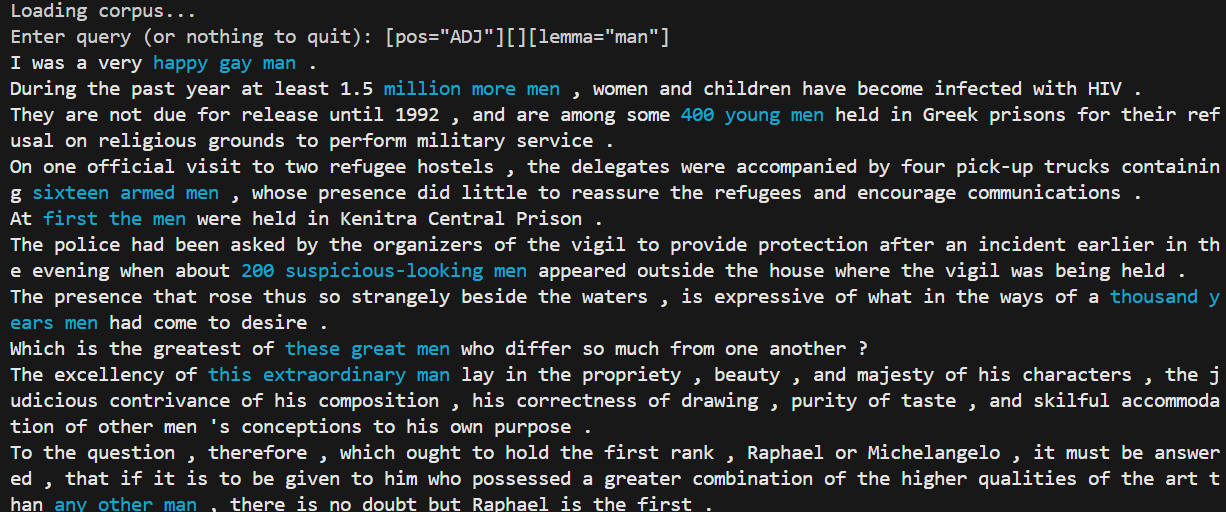 Loading corpus...
Enter query (or nothing to quit): [pos="ADJ"][][lemma="man"]
I was a very happy gay man .
During the past year at least 1.5 million more men , women and children have become infected with HIV .
They are not due for release until 1992 , and are among some 400 young men held in Greek prisons for their ref
usal on religious grounds to perform military service .
On one official visit to two refugee hostels , the delegates were accompanied by four pick-up trucks containin
g sixteen armed men , whose presence did little to reassure the refugees and encourage communications .
At first the men were held in Kenitra Central Prison .
The police had been asked by the organizers of the vigil to provide protection after an incident earlier in th
e evening when about 200 suspicious-looking men appeared outside the house where the vigil was being held .
The presence that rose thus so strangely beside the waters , is expressive of what in the ways of a thousand y
ears men had come to desire .
Which is the greatest of these great men who differ so much from one another ?
The excellency of this extraordinary man lay in the propriety , beauty , and majesty of his characters , the j
udicious contrivance of his composition , his correctness of drawing , purity of taste , and skilful accommoda
tion of other men 's conceptions to his own purpose .
To the question , therefore , which ought to hold the first rank , Raphael or Michelangelo , it must be answer
ed , that if it is to be given to him who possessed a greater combination of the higher qualities of the art t
han any other man , there is no doubt but Raphael is the first .